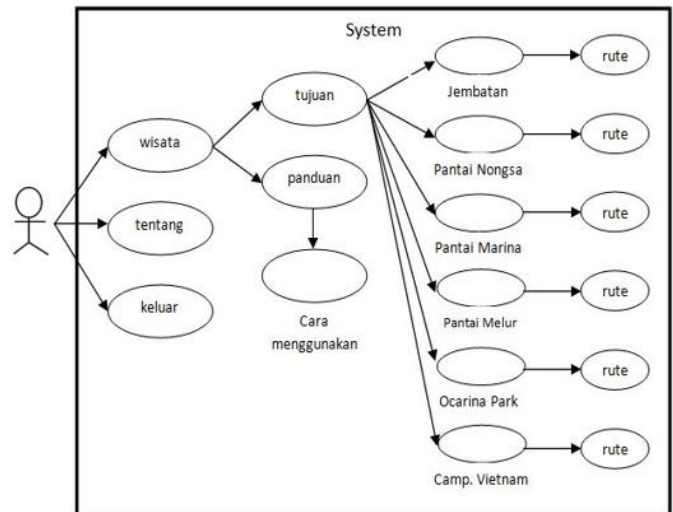 System
wisata
tentang
keluar
tujuan
panduan
Cara
menggunakan
Jembatan
rute
Pantai Nongsa
rute
Pantai Marina
rute
Pantai Melur
rute
Ocarina Park
rute
Camp. Vietnam
rute